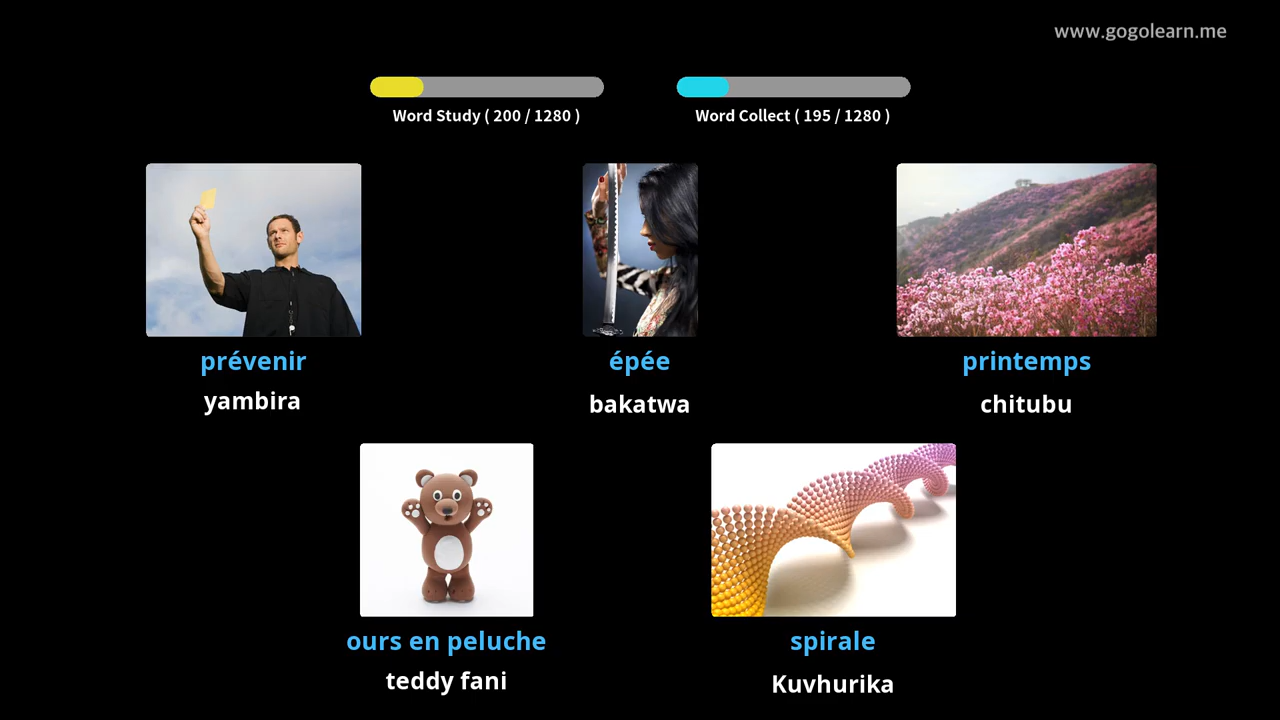 www.gogolearn.me
Word Study ( 200 / 1280 )
Word Collect ( 195 / 1280 )
prévenir
yambira
épée
bakatwa
printemps
chitubu
ours en peluche
teddy fani
spirale
Kuvhurika